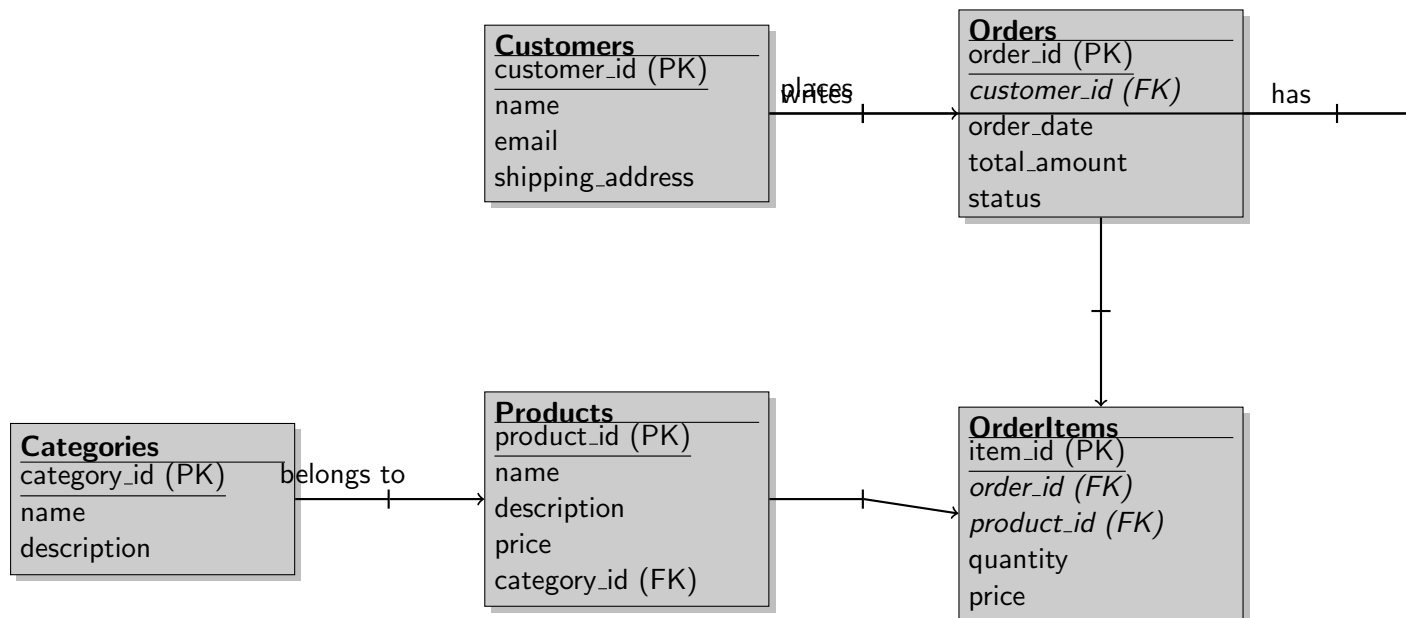 Customers
customer_id (PK)
name
email
shipping_address
places
writes
Orders
order_id (PK)
customer_id (FK)
order_date
total_amount
status
has
Categories
category_id (PK)
name
description
belongs to
Products
product_id (PK)
name
description
price
category_id (FK)
OrderItems
item_id (PK)
order_id (FK)
product_id (FK)
quantity
price